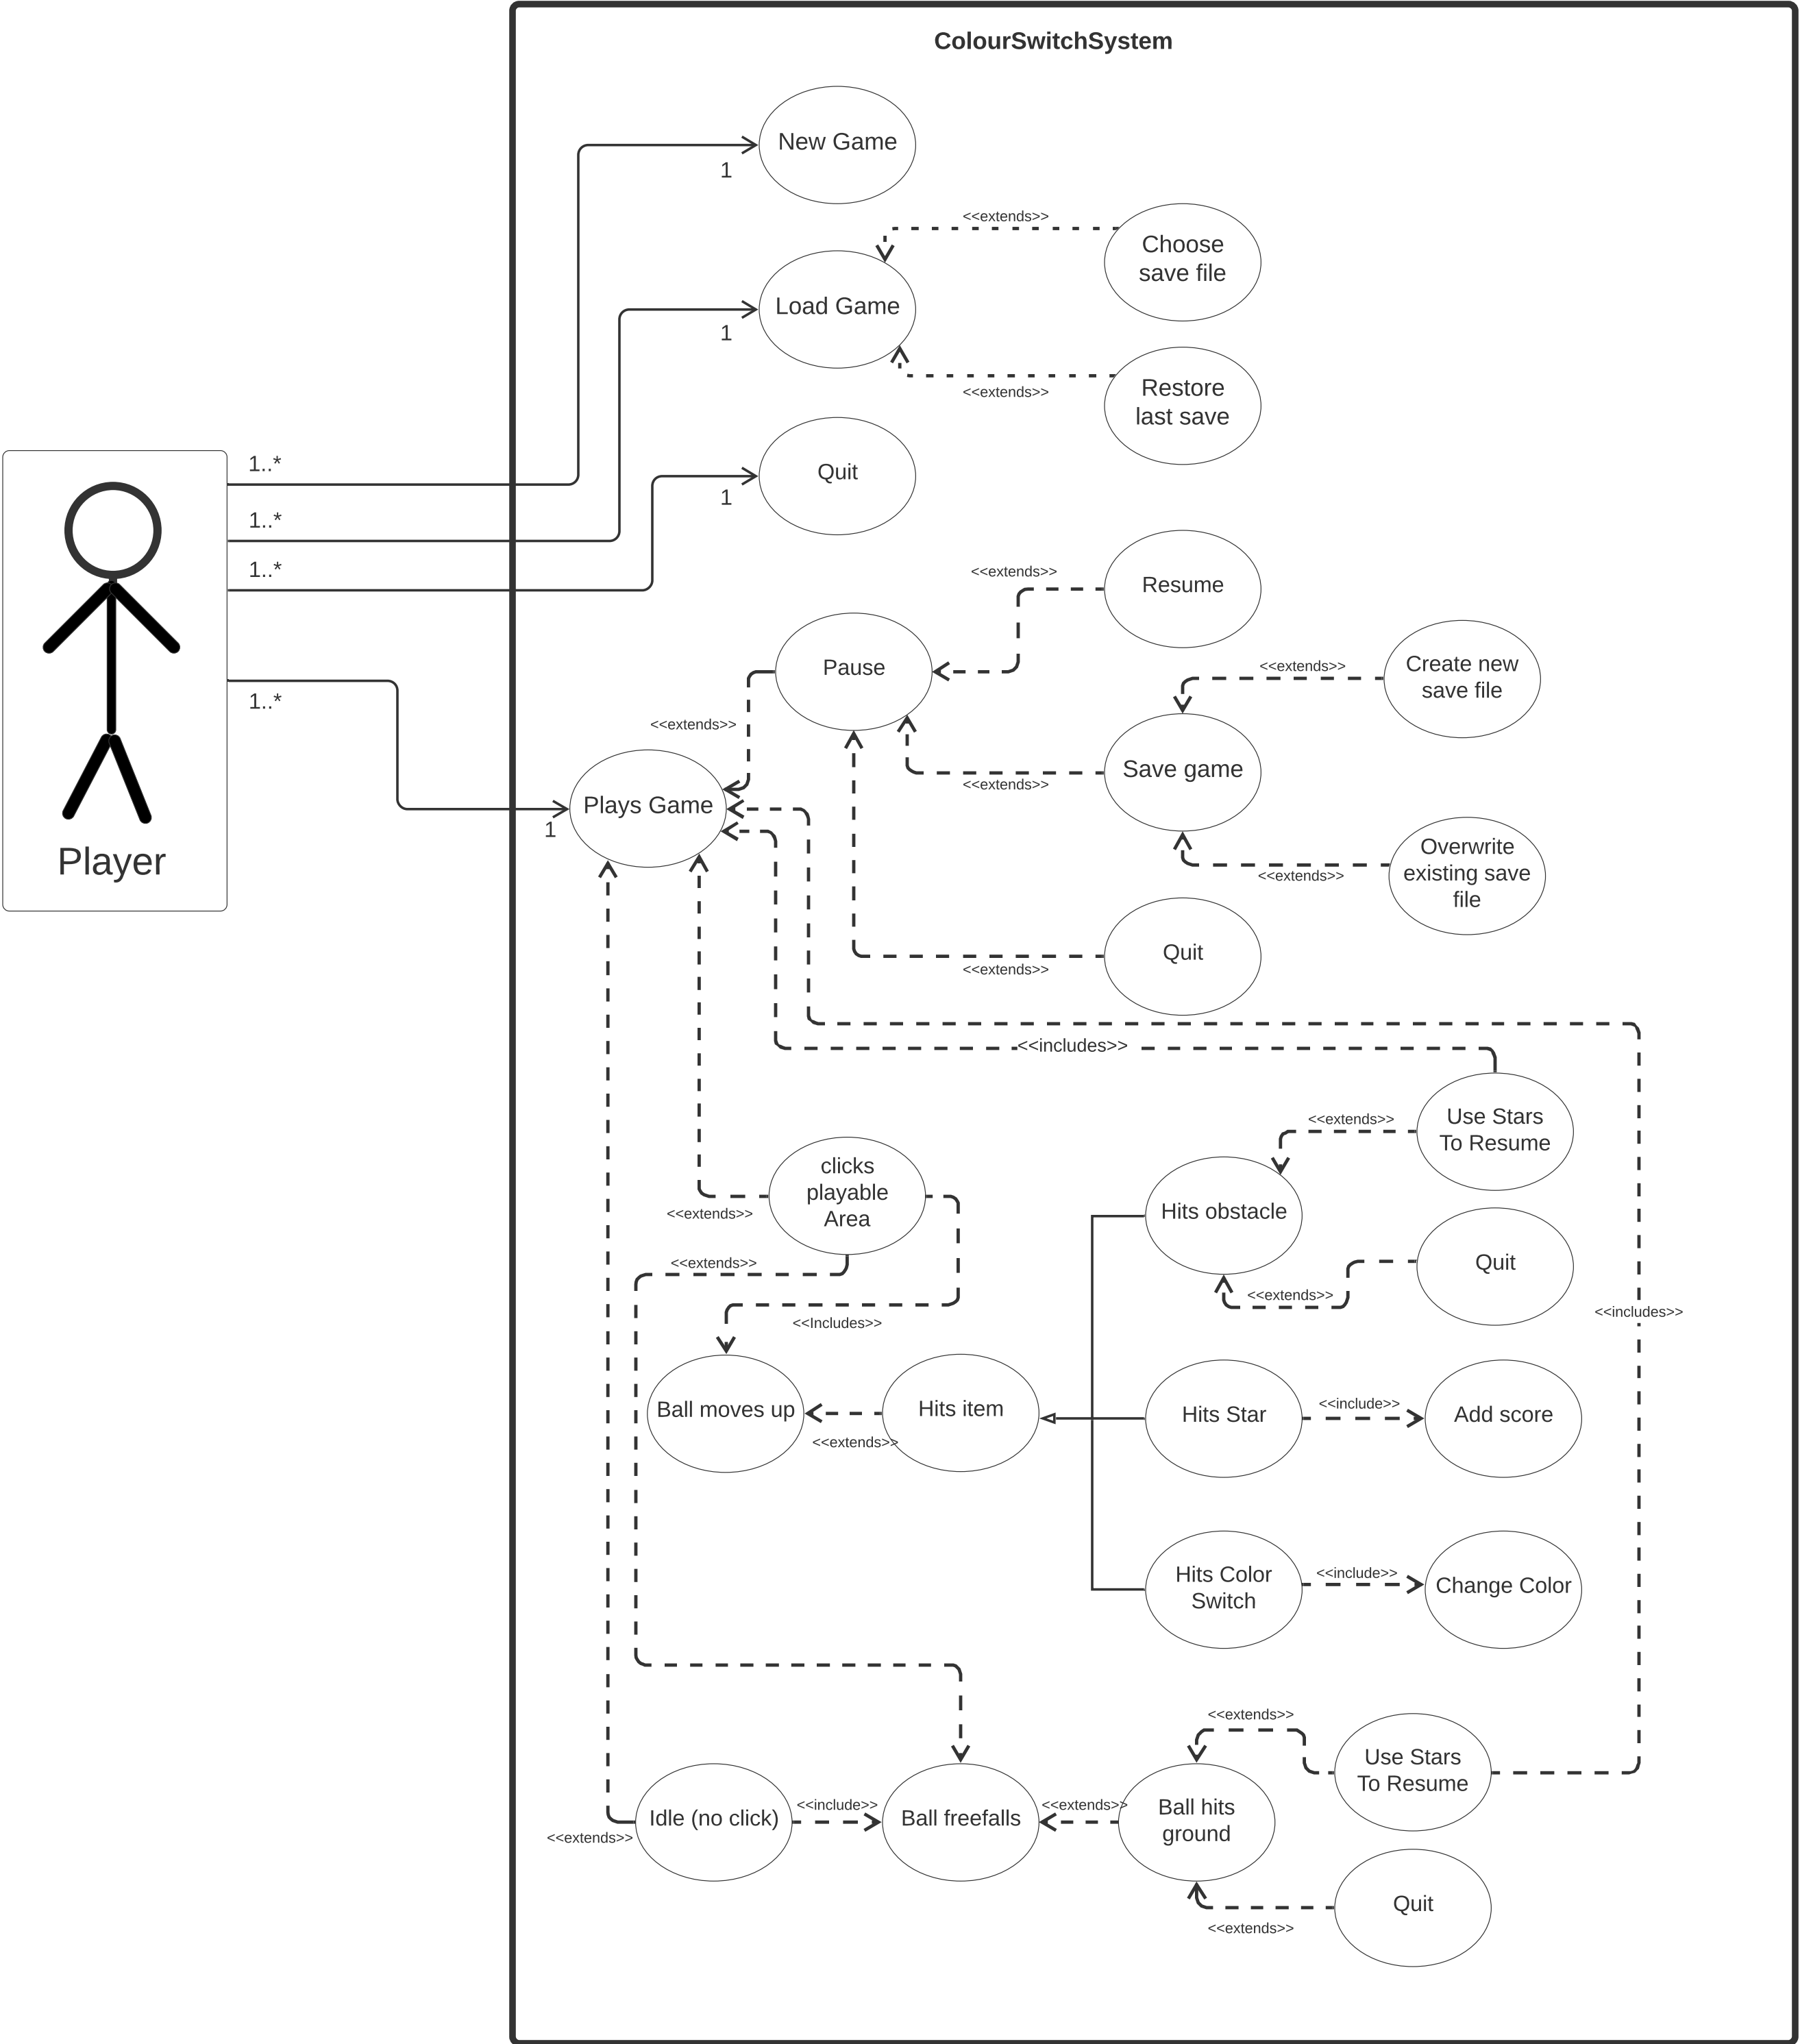 ColourSwitchSystem
New Game
1
<<extends>>
Choose
save file
Load Game
1
<<extends>>
Restore
last save
1..*
Quit
1
1..*
1..*
<<extends>>
Resume
Pause
<<extends>>
Create new
save file
1..*
<<extends>>
Save game
<<extends>>
Plays Game
1
Overwrite
existing save
file
<<extends>>
Player
Quit
<<extends>>
<<includes>>
Use Stars
To Resume
<<extends>>
clicks
playable
Area
<<extends>>
Hits obstacle
Quit
<<extends>>
<<extends>>
<<includes>>
<<Includes>>
Ball moves up
<<extends>>
Hits item
Hits Star
<<include>>
Add score
Hits Color
Switch
<<include>>
Change Color
<<extends>>
Use Stars
To Resume
Idle (no click)
<<extends>>
<<include>>
Ball freefalls
<<extends>>
Ball hits
ground
Quit
<<extends>>